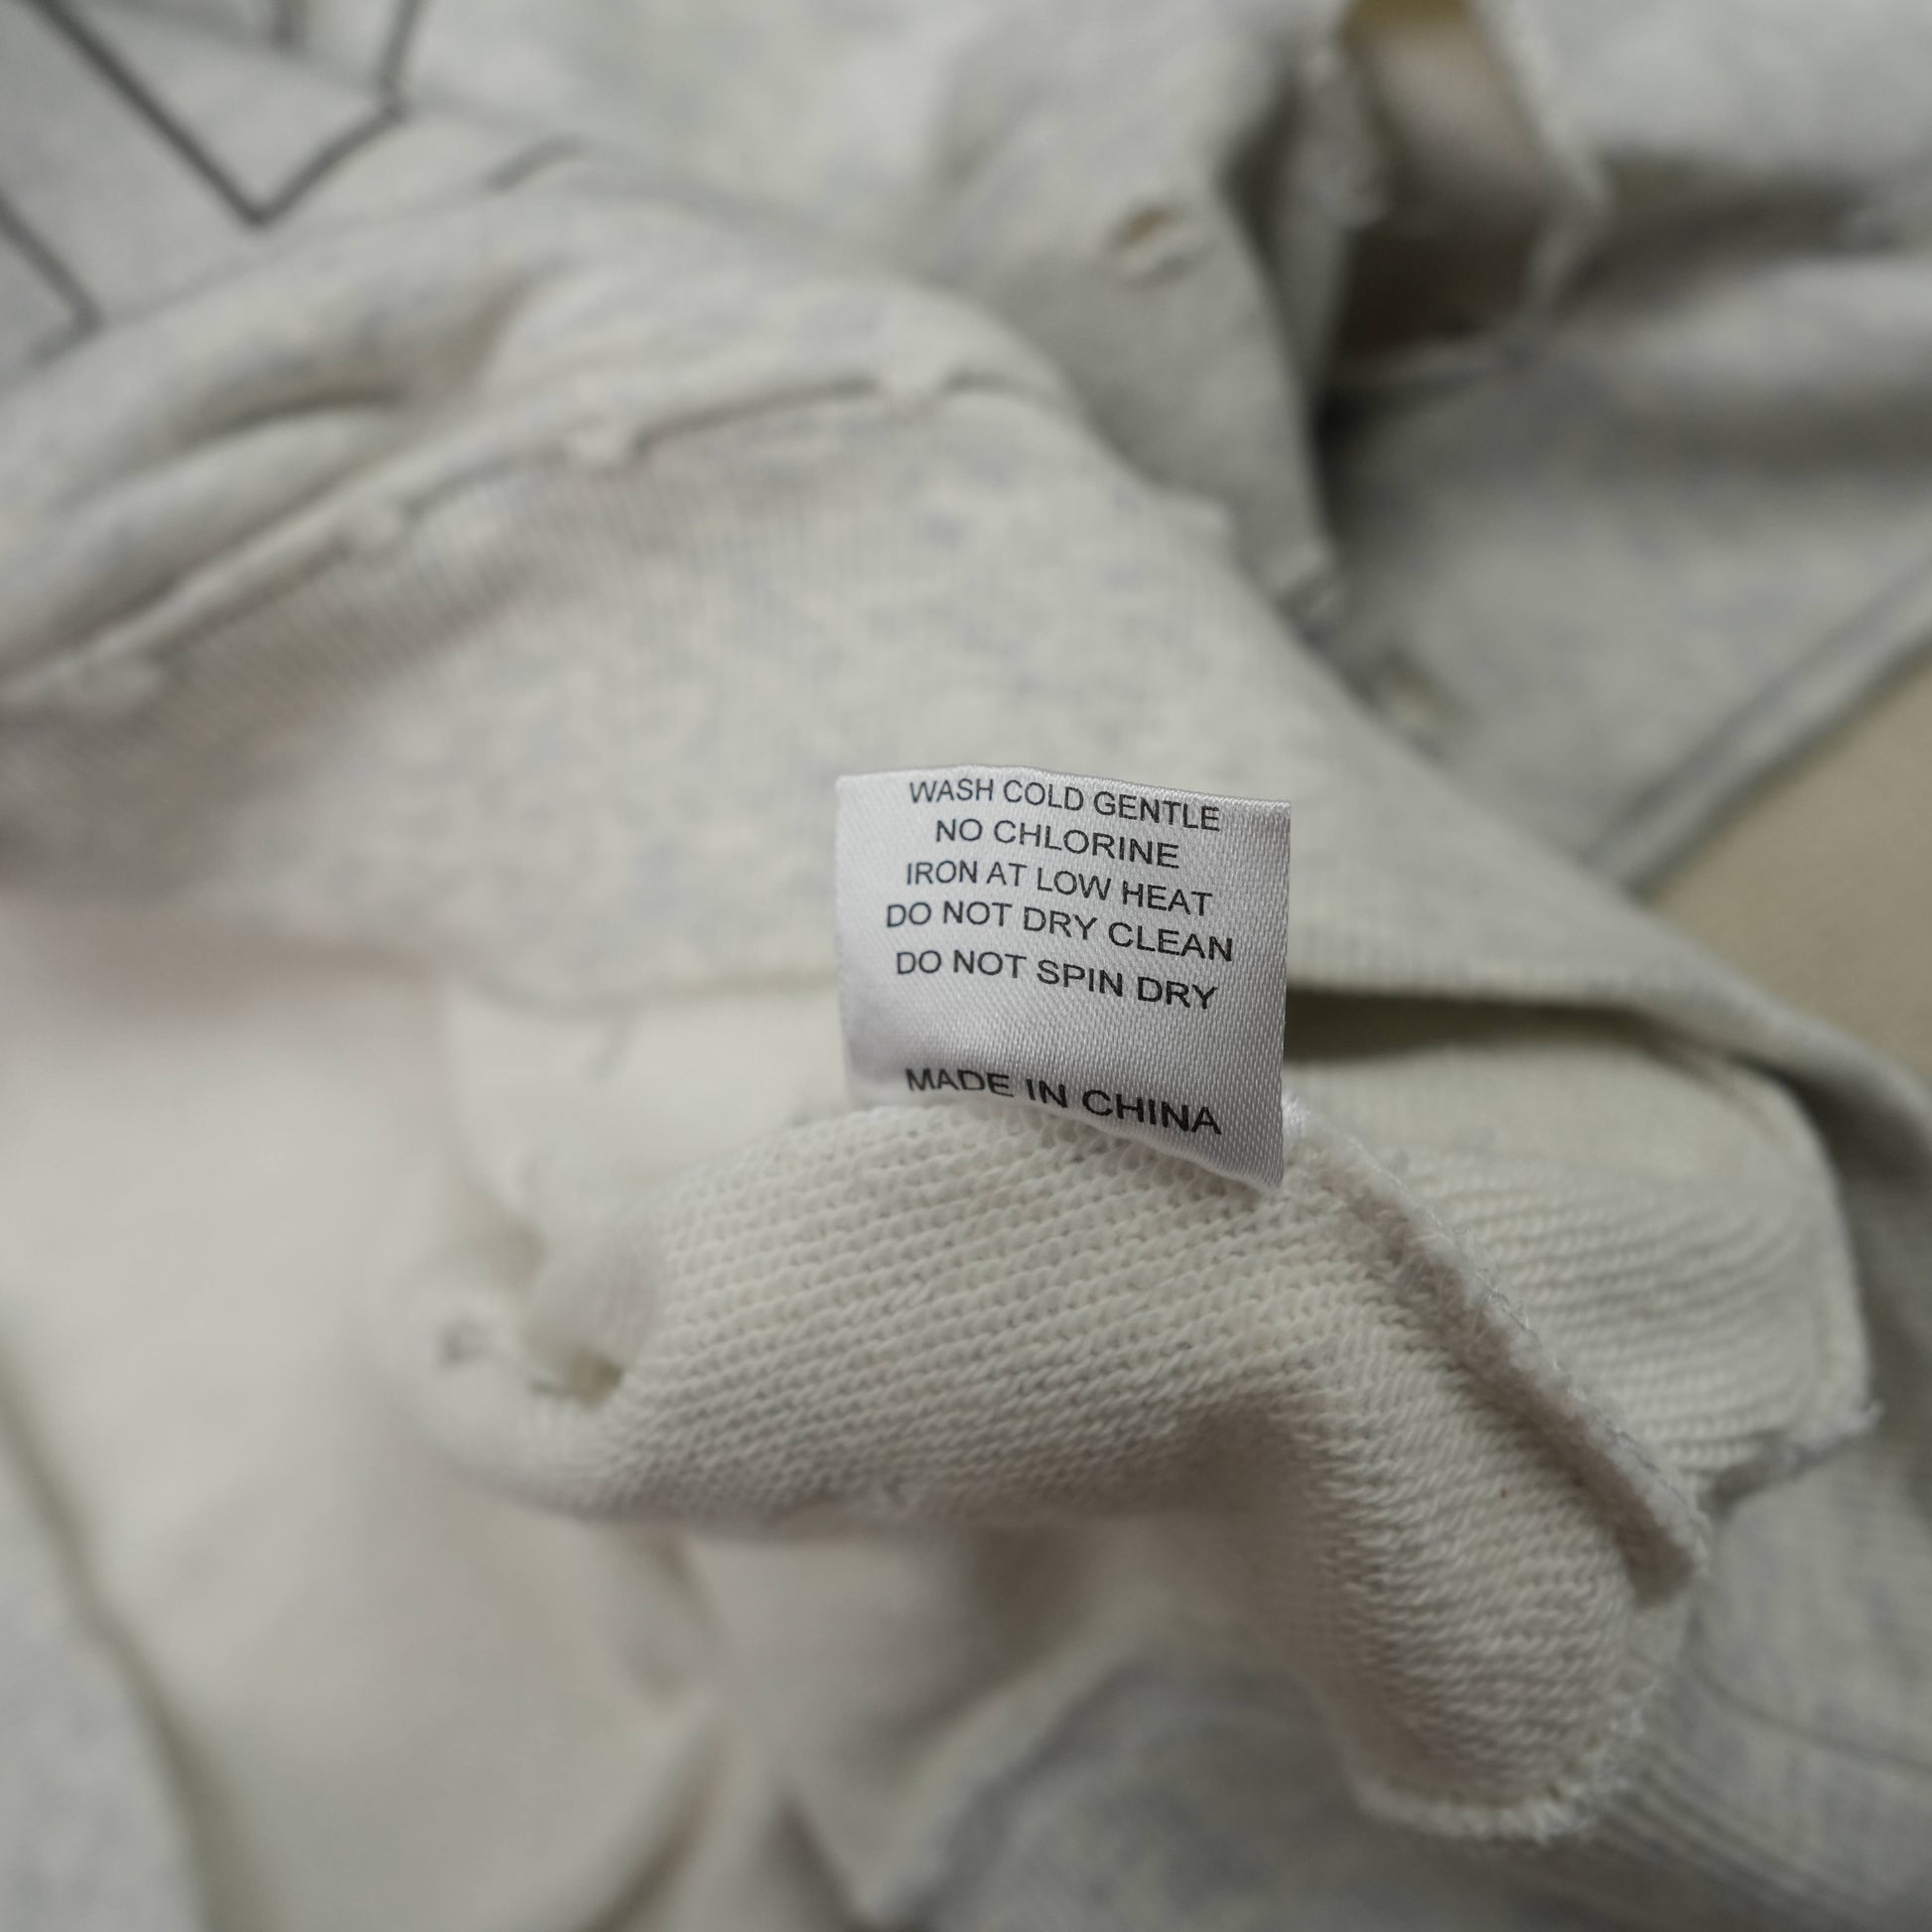 WASH COLD GENTLE
NO CHLORINE
IRON AT LOW HEAT
DO NOT DRY CLEAN
DO NOT SPIN DRY
MADE IN CHINA